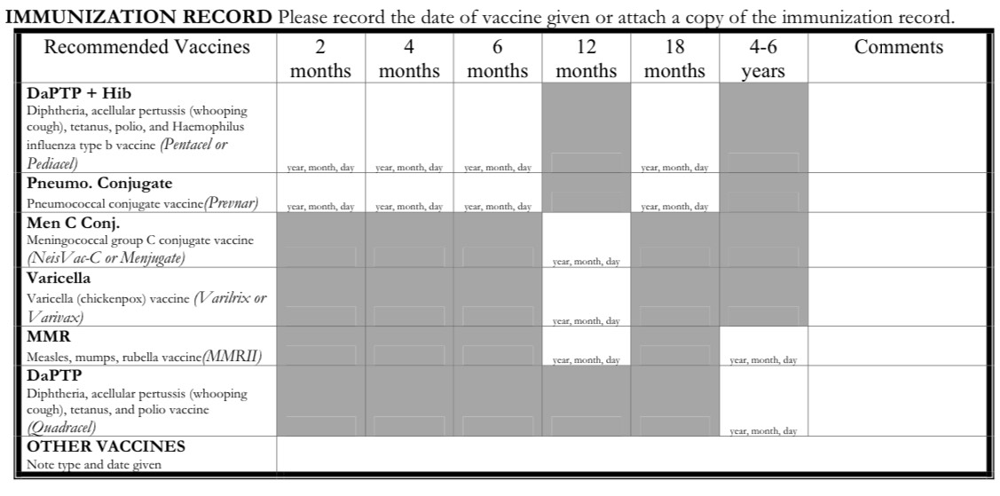 IMMUNIZATION RECORD Please record the date of vaccine given or attach a copy of the immunization record.
Recommended Vaccines
2 months
4 months
6 months
12 months
18 months
4-6 years
Comments
DaPTP + Hib
Diphtheria, acellular pertussis (whooping
cough), tetanus, polio, and Haemophilus
influenza type b vaccine (Pentacel or
Pediacel)
year, month, day
year, month, day
year, month, day
year, month, day
Pneumo. Conjugate
Pneumococcal conjugate vaccine(Prevnar)
year, month, day
year, month, day
year, month, day
year, month, day
Men C Conj.
Meningococcal group C conjugate vaccine
(NeisVac-C or Menjugate)
year, month, day
Varicella
Varicella (chickenpox) vaccine (Varilrix or
Varivax)
year, month, day
MMR
Measles, mumps, rubella vaccine(MMRII)
year, month, day
year, month, day
DaPTP
Diphtheria, acellular pertussis (whooping
cough), tetanus, and polio vaccine
(Quadracel)
year, month, day
OTHER VACCINES
Note type and date given